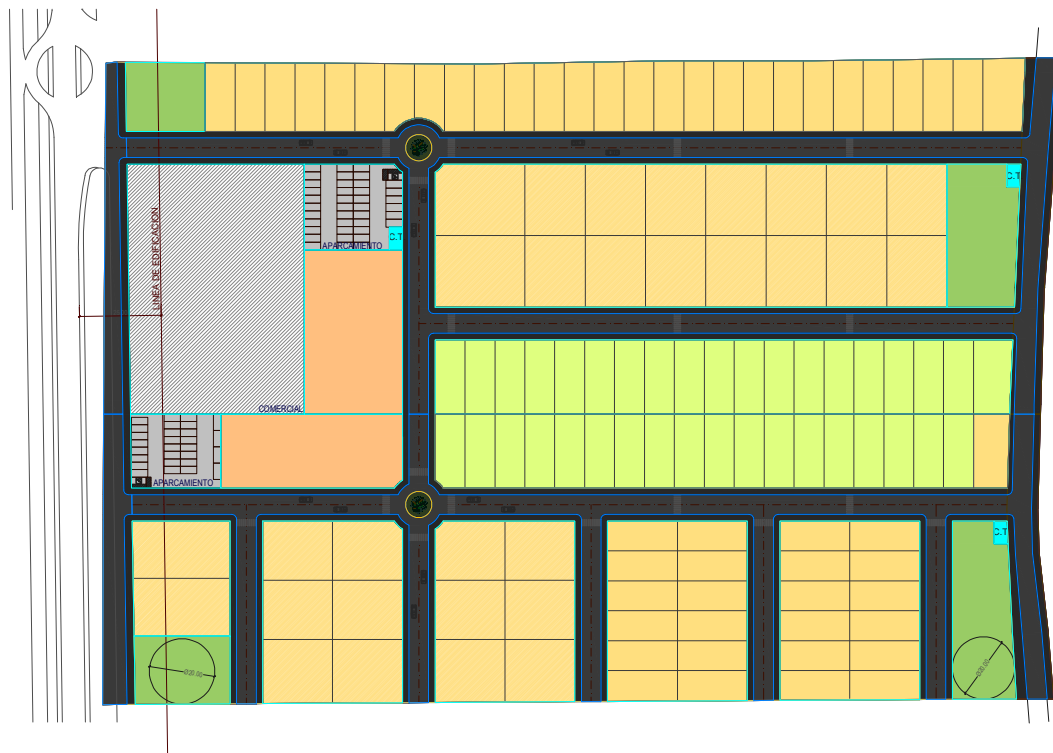 C.T
C.T
LINEA DE EDIFICACION
APARCAMIENTO
COMERCIAL
APARCAMIENTO
C.T